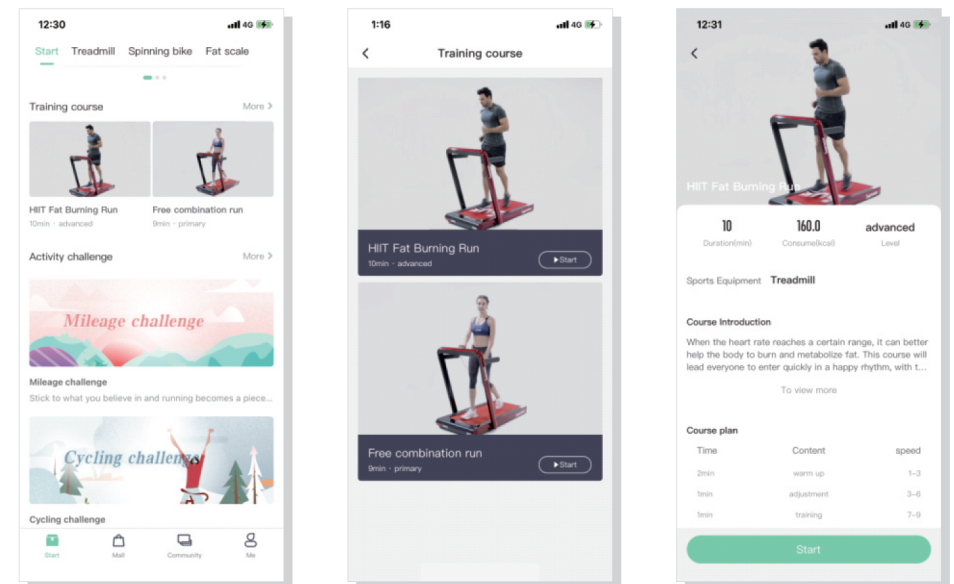 12:30
4G
Start Treadmill Spinning bike Fat scale
Training course More >
HIIT Fat Burning Run Free combination run
10min - advanced 9min - primary
Activity challenge More >
Mileage challenge
Mileage challenge
Stick to what you believe in and running becomes a piece...
Cycling challenge
Cycling challenge
Start Mall Community Me
1:16
4G
Training course
HIIT Fat Burning Run
10min - advanced
Start
Free combination run
9min - primary
Start
12:31
4G
HIIT Fat Burning Run
10 160.0 advanced
Duration(min) Consume(kcal) Level
Sports Equipment Treadmill
Course Introduction
When the heart rate reaches a certain range, it can better
help the body to burn and metabolize fat. This course will
lead everyone to enter quickly in a happy rhythm, with t...
To view more
Course plan
Time Content speed
2min warm up 1-3
1min adjustment 3-6
1min training 7-9
Start